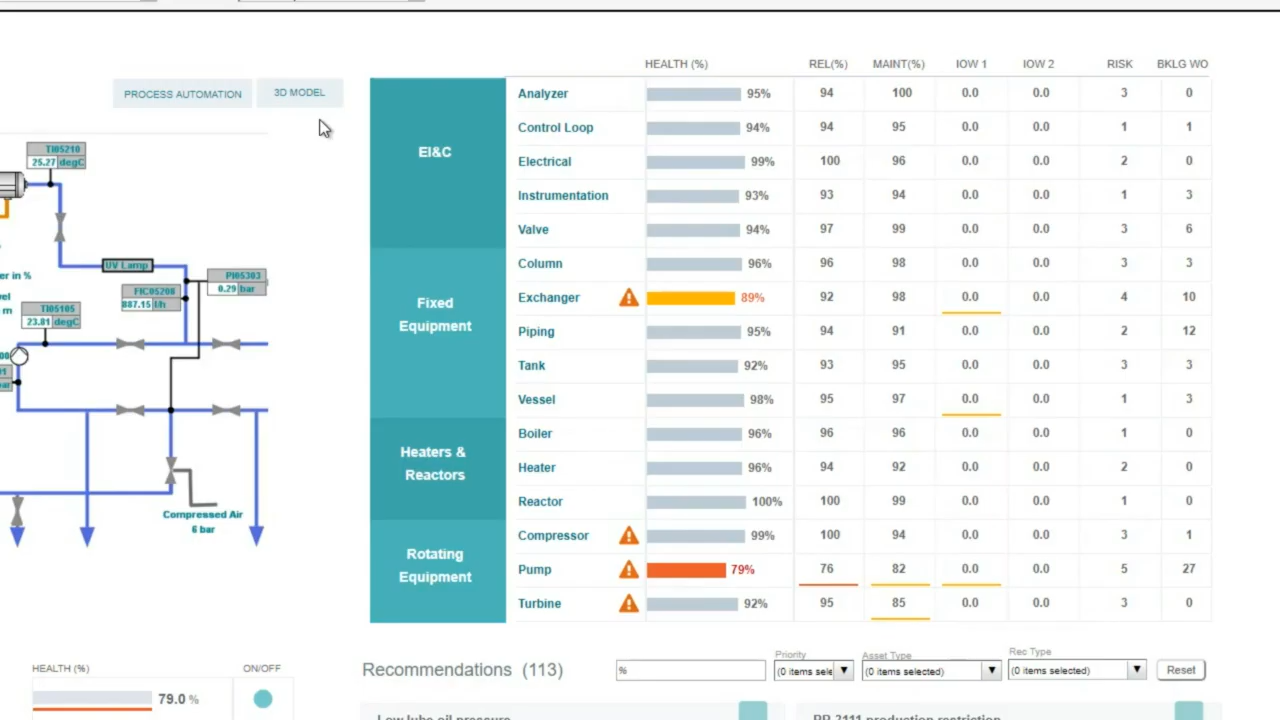 PROCESS AUTOMATION
3D MODEL
TI05210
25.27 degC
UV Lamp
PI05303
0.29 bar
FIC05208
887.15 l/h
er in %
vel
m
TI05105
23.81 degC
Compressed Air
6 bar
HEALTH (%)
ON/OFF
79.0 %
HEALTH (%) REL(%) MAINT(%) IOW 1 IOW 2 RISK BKLG WO
EI&C
Analyzer 95% 94 100 0.0 0.0 3 0
Control Loop 94% 94 95 0.0 0.0 1 1
Electrical 99% 100 96 0.0 0.0 2 0
Instrumentation 93% 93 94 0.0 0.0 1 3
Valve 94% 97 99 0.0 0.0 3 6
Fixed
Equipment
Column 96% 96 98 0.0 0.0 3 3
Exchanger 89% 92 98 0.0 0.0 4 10
Piping 95% 94 91 0.0 0.0 2 12
Tank 92% 93 95 0.0 0.0 3 3
Vessel 98% 95 97 0.0 0.0 1 3
Heaters &
Reactors
Boiler 96% 96 96 0.0 0.0 1 0
Heater 96% 94 92 0.0 0.0 2 0
Reactor 100% 100 99 0.0 0.0 1 0
Rotating
Equipment
Compressor 99% 100 94 0.0 0.0 3 1
Pump 79% 76 82 0.0 0.0 5 27
Turbine 92% 95 85 0.0 0.0 3 0
Recommendations (113)
%
Priority
(0 items sele
Asset Type
(0 items selected)
Rec Type
(0 items selected)
Reset
Low lube oil pressure
PP-2111 production restriction